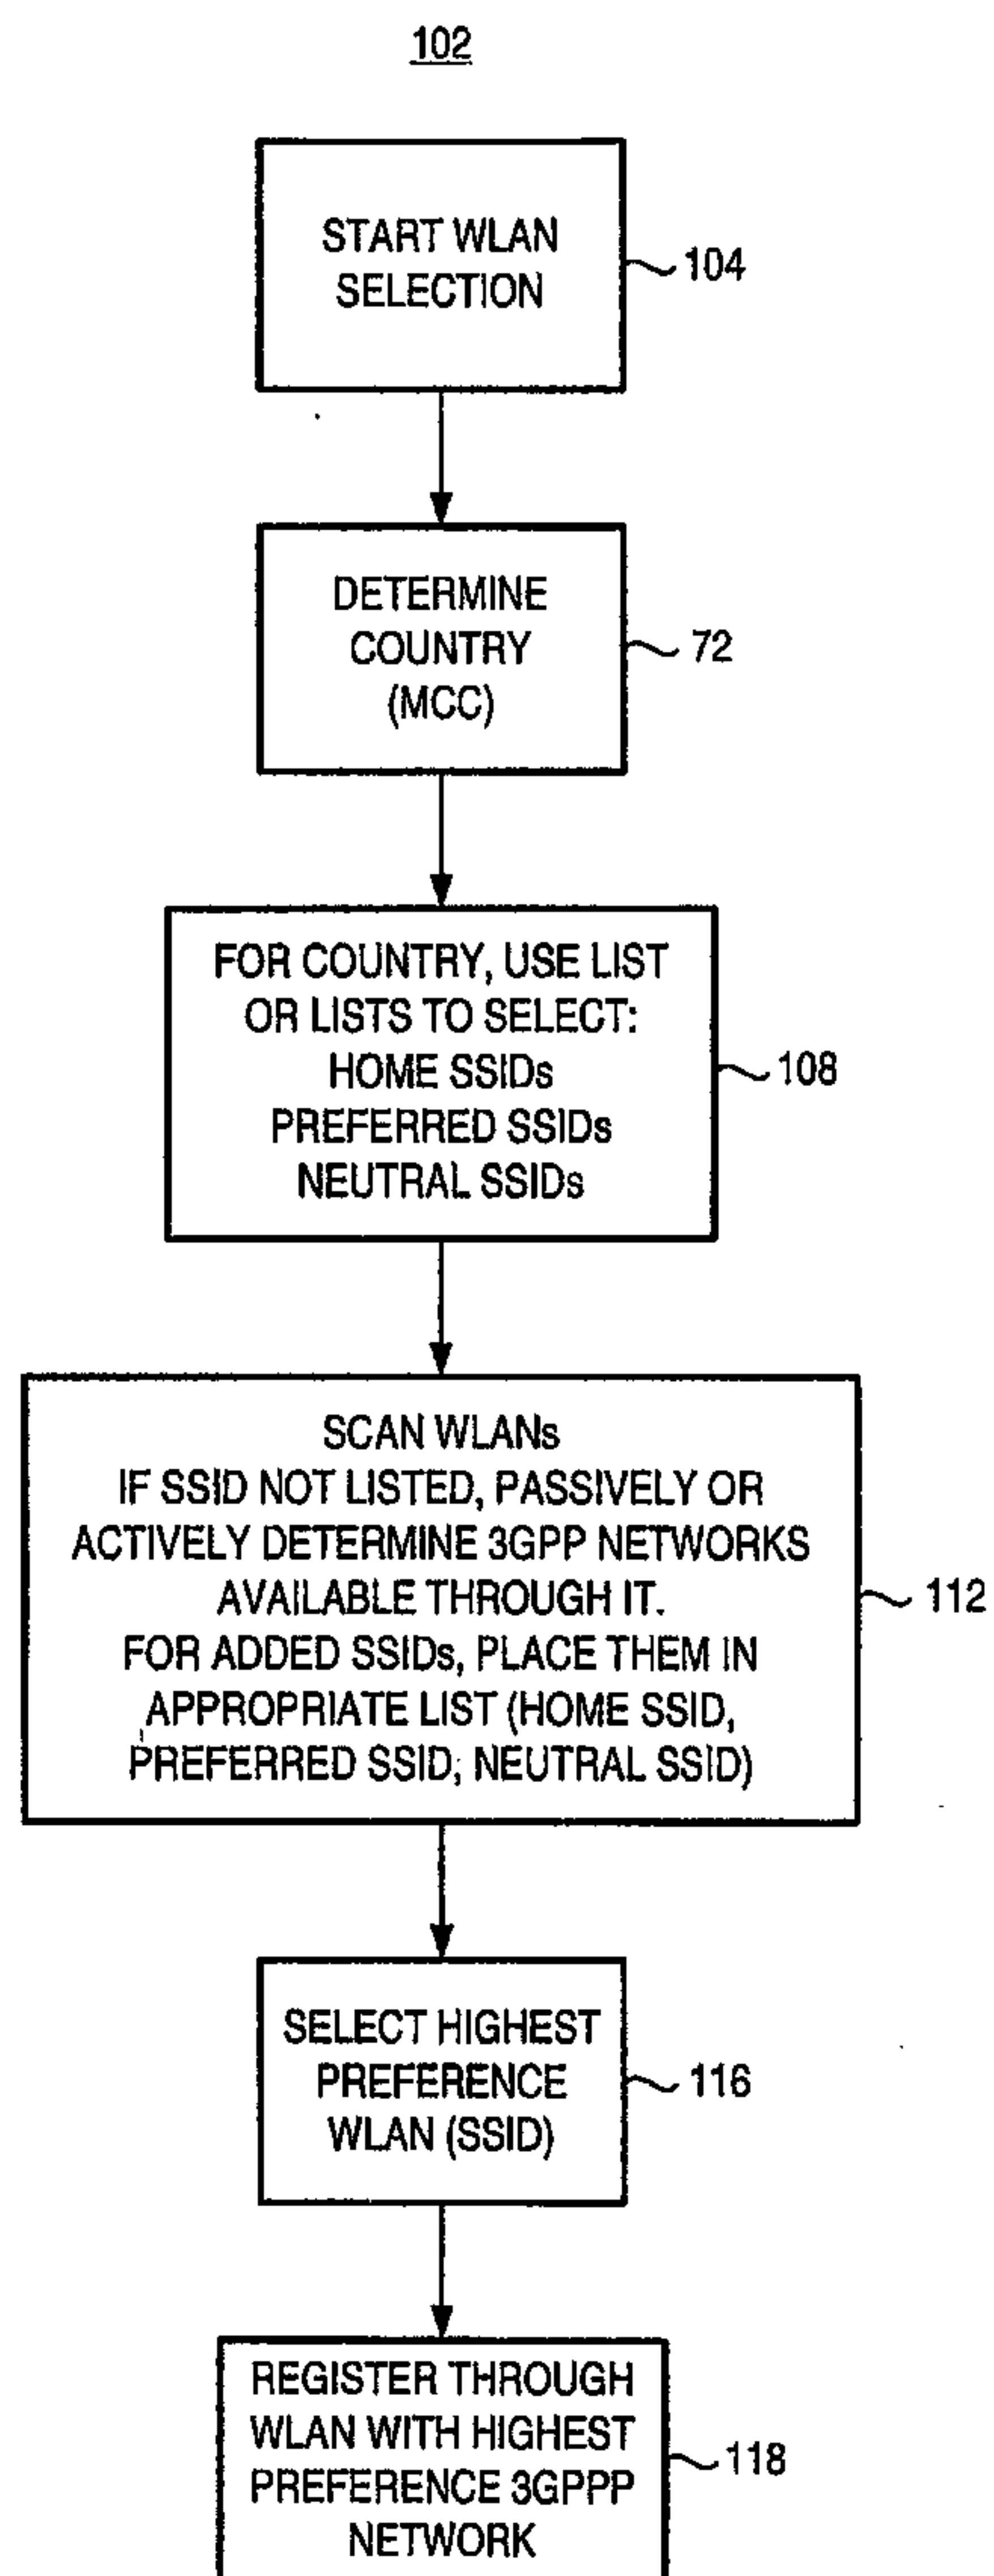 102
START WLAN
SELECTION
104
DETERMINE
COUNTRY
(MCC)
72
FOR COUNTRY, USE LIST
OR LISTS TO SELECT:
HOME SSIDs
PREFERRED SSIDs
NEUTRAL SSIDs
108
SCAN WLANs
IF SSID NOT LISTED, PASSIVELY OR
ACTIVELY DETERMINE 3GPP NETWORKS
AVAILABLE THROUGH IT.
FOR ADDED SSIDs, PLACE THEM IN
APPROPRIATE LIST (HOME SSID,
PREFERRED SSID, NEUTRAL SSID)
112
SELECT HIGHEST
PREFERENCE
WLAN (SSID)
116
REGISTER THROUGH
WLAN WITH HIGHEST
PREFERENCE 3GPPP
NETWORK
118